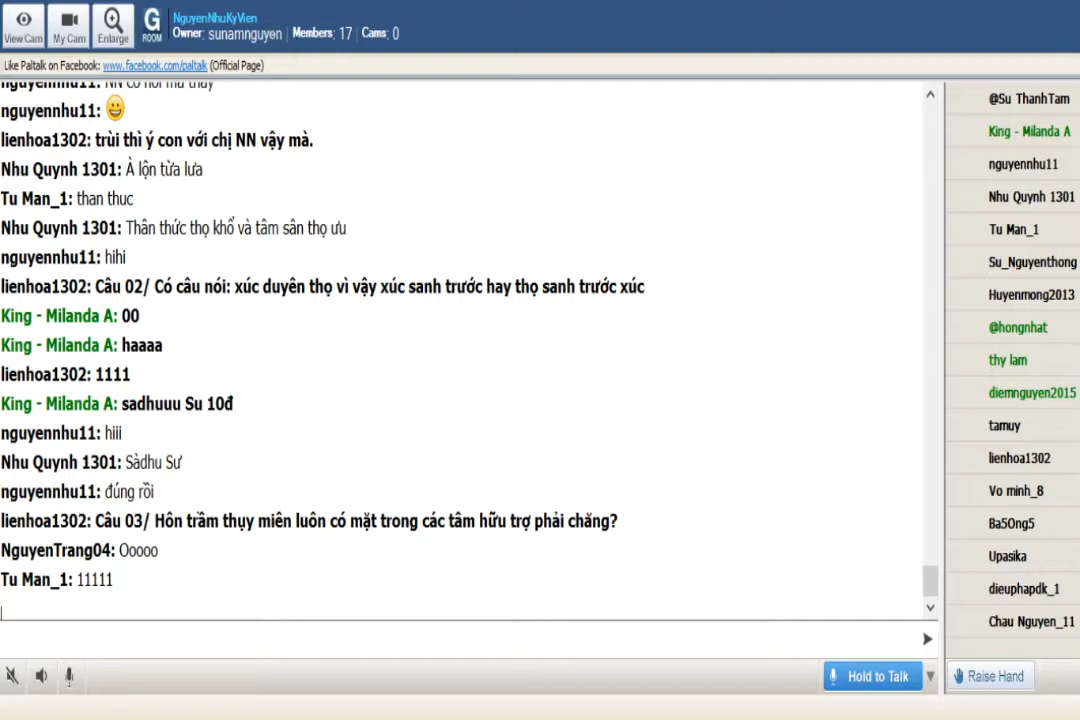 View Cam
My Cam
Enlarge
G
ROOM
NguyenNhuKyVien
Owner: sunamnguyen | Members: 17 | Cams: 0
Like Paltalk on Facebook: www.facebook.com/paltalk (Official Page)
nguyennhu11: NN có nói mà thầy
nguyennhu11:
lienhoa1302: trùi thì ý con với chị NN vậy mà.
Nhu Quynh 1301: À lộn từa lưa
Tu Man_1: than thuc
Nhu Quynh 1301: Thân thức thọ khổ và tâm sân thọ ưu
nguyennhu11: hihi
lienhoa1302: Câu 02/ Có câu nói: xúc duyên thọ vì vậy xúc sanh trước hay thọ sanh trước xúc
King - Milanda A: 00
King - Milanda A: haaaa
lienhoa1302: 1111
King - Milanda A: sadhuuu Su 10đ
nguyennhu11: hiii
Nhu Quynh 1301: Sàdhu Sư
nguyennhu11: đúng rồi
lienhoa1302: Câu 03/ Hôn trầm thụy miên luôn có mặt trong các tâm hữu trợ phải chăng?
NguyenTrang04: Ooooo
Tu Man_1: 11111
@Su ThanhTam
King - Milanda A
nguyennhu11
Nhu Quynh 1301
Tu Man_1
Su_Nguyenthong
Huyenmong2013
@hongnhat
thy lam
diemnguyen2015
tamuy
lienhoa1302
Vo minh_8
Ba5Ong5
Upasika
dieuphapdk_1
Chau Nguyen_11
Hold to Talk
Raise Hand